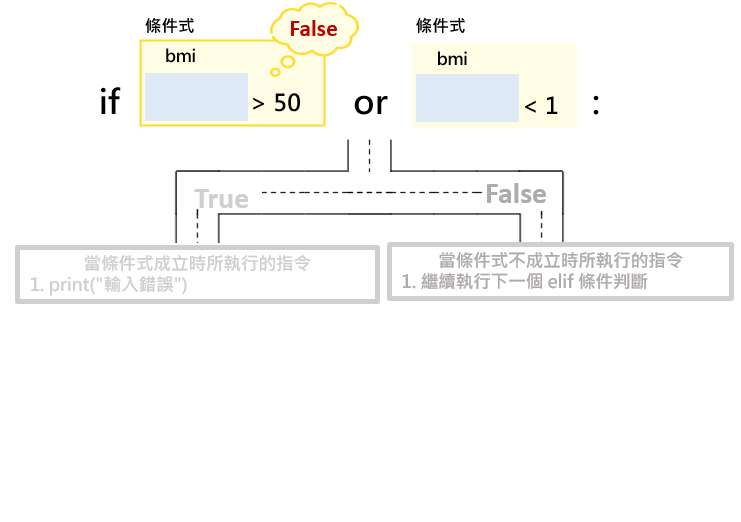 條件式
False
條件式
bmi
bmi
if > 50 or < 1 :
True
False
當條件式成立時所執行的指令
1. print("輸入錯誤")
當條件式不成立時所執行的指令
1. 繼續執行下一個 elif 條件判斷